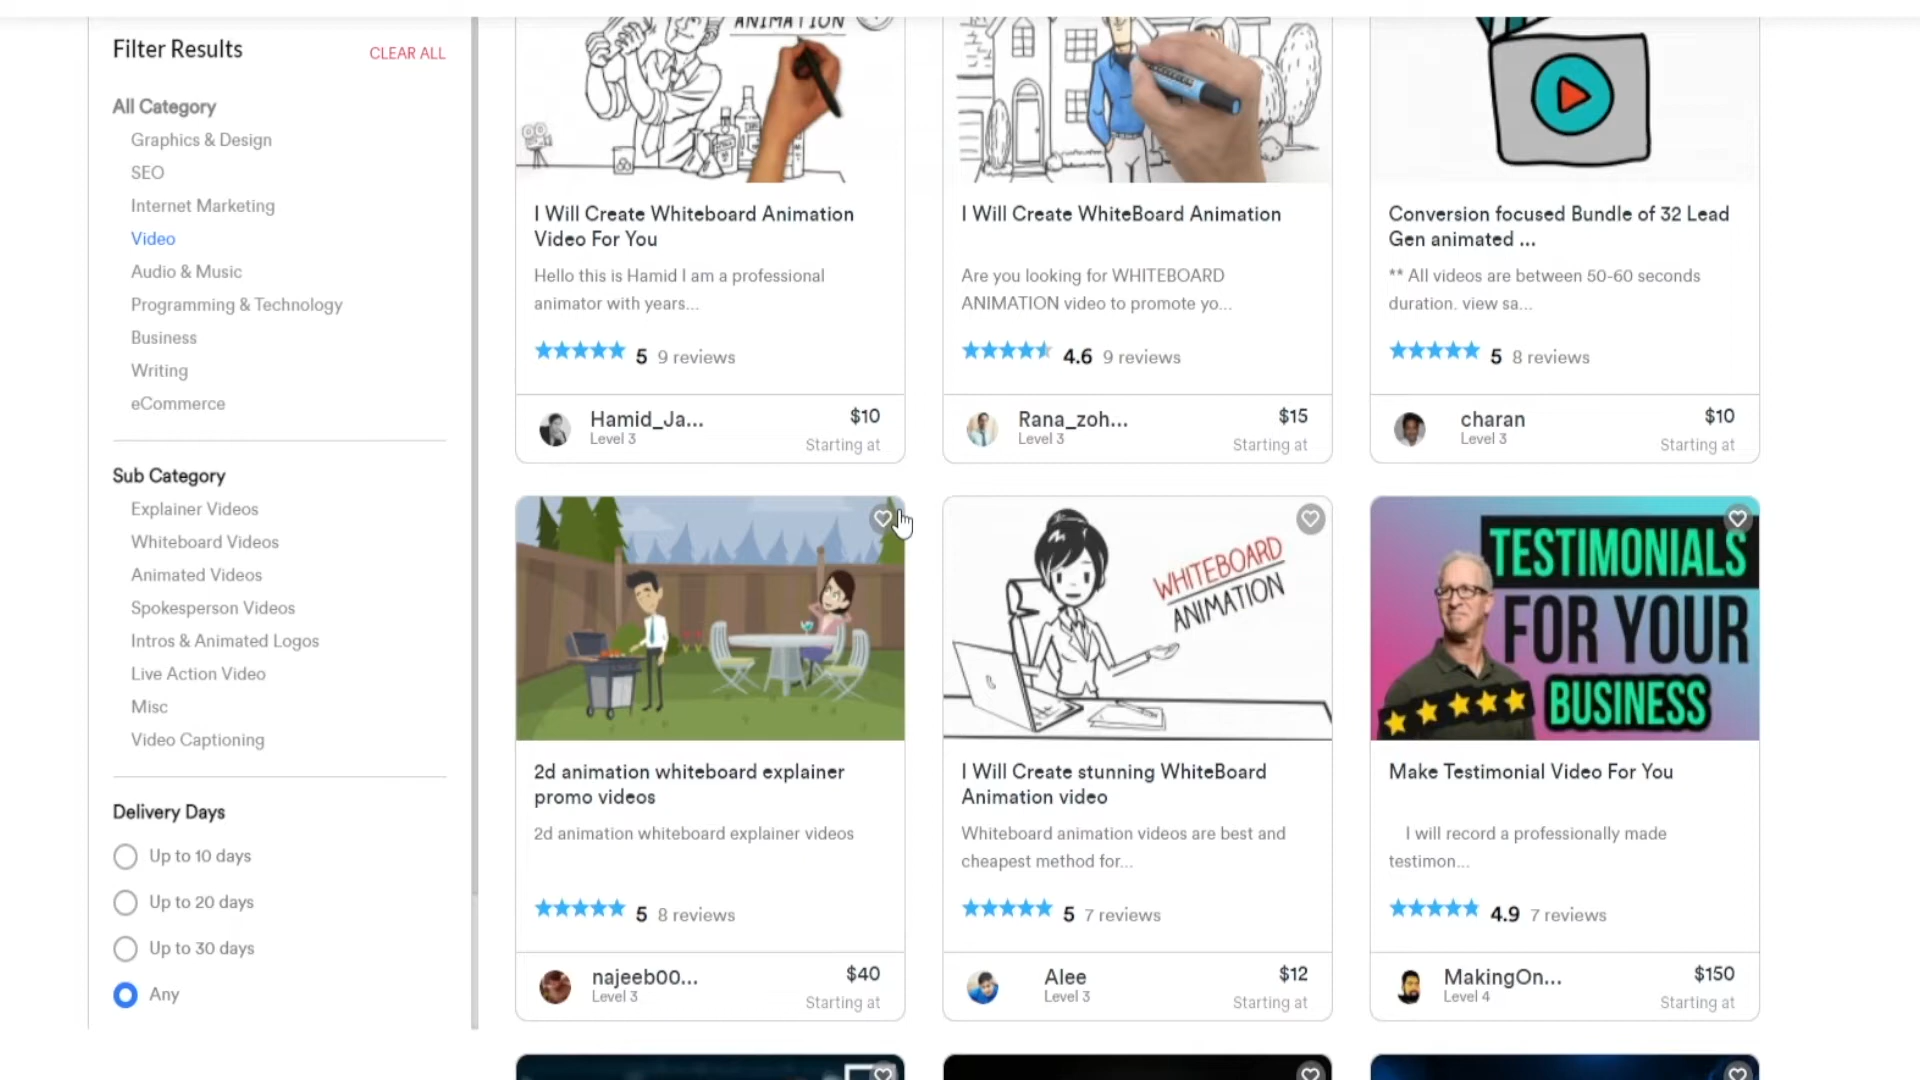 Filter Results
CLEAR ALL
All Category
Graphics & Design
SEO
Internet Marketing
Video
Audio & Music
Programming & Technology
Business
Writing
eCommerce
Sub Category
Explainer Videos
Whiteboard Videos
Animated Videos
Spokesperson Videos
Intros & Animated Logos
Live Action Video
Misc
Video Captioning
Delivery Days
Up to 10 days
Up to 20 days
Up to 30 days
Any
ANIMATION
I Will Create Whiteboard Animation
Video For You
Hello this is Hamid I am a professional
animator with years...
5 9 reviews
Hamid_Ja...
Level 3
$10
Starting at
I Will Create WhiteBoard Animation
Are you looking for WHITEBOARD
ANIMATION video to promote yo...
4.6 9 reviews
Rana_zoh...
Level 3
$15
Starting at
Conversion focused Bundle of 32 Lead
Gen animated ...
** All videos are between 50-60 seconds
duration. view sa...
5 8 reviews
charan
Level 3
$10
Starting at
2d animation whiteboard explainer
promo videos
2d animation whiteboard explainer videos
5 8 reviews
najeeb00...
Level 3
$40
Starting at
WHITEBOARD
ANIMATION
I Will Create stunning WhiteBoard
Animation video
Whiteboard animation videos are best and
cheapest method for...
5 7 reviews
Alee
Level 3
$12
Starting at
TESTIMONIALS
FOR YOUR
BUSINESS
Make Testimonial Video For You
I will record a professionally made
testimon...
4.9 7 reviews
MakingOn...
Level 4
$150
Starting at